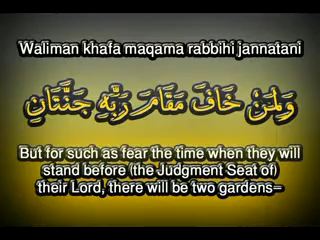 Waliman khafa maqama rabbihi jannatani
وَلِمَنْ خَافَ مَقَامَ رَبِّهِ جَنَّتَانِ
But for such as fear the time when they will
stand before (the Judgment Seat of)
their Lord, there will be two gardens-